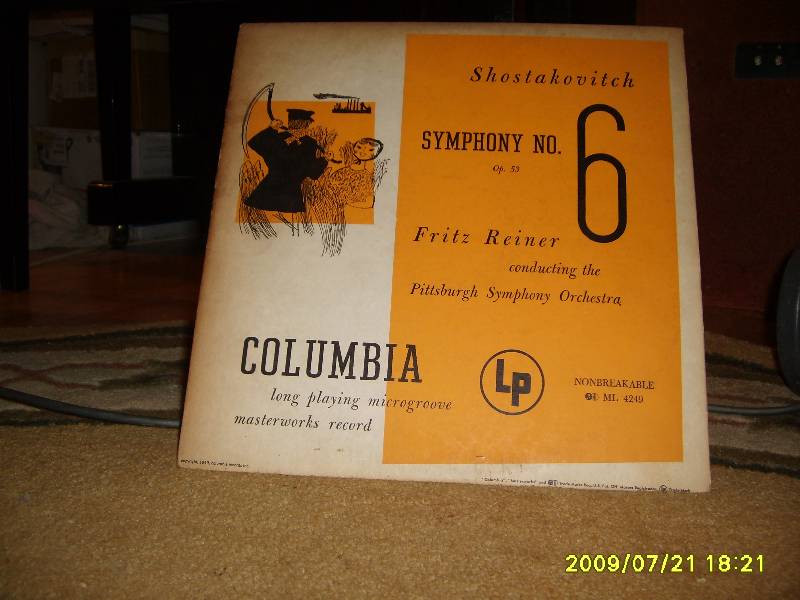 Shostakovitch
SYMPHONY NO. 6
Op. 53
Fritz Reiner
conducting the
Pittsburgh Symphony Orchestra
COLUMBIA
long playing microgroove
masterworks record
LP
NONBREAKABLE
ML 4249
2009/07/21 18:21